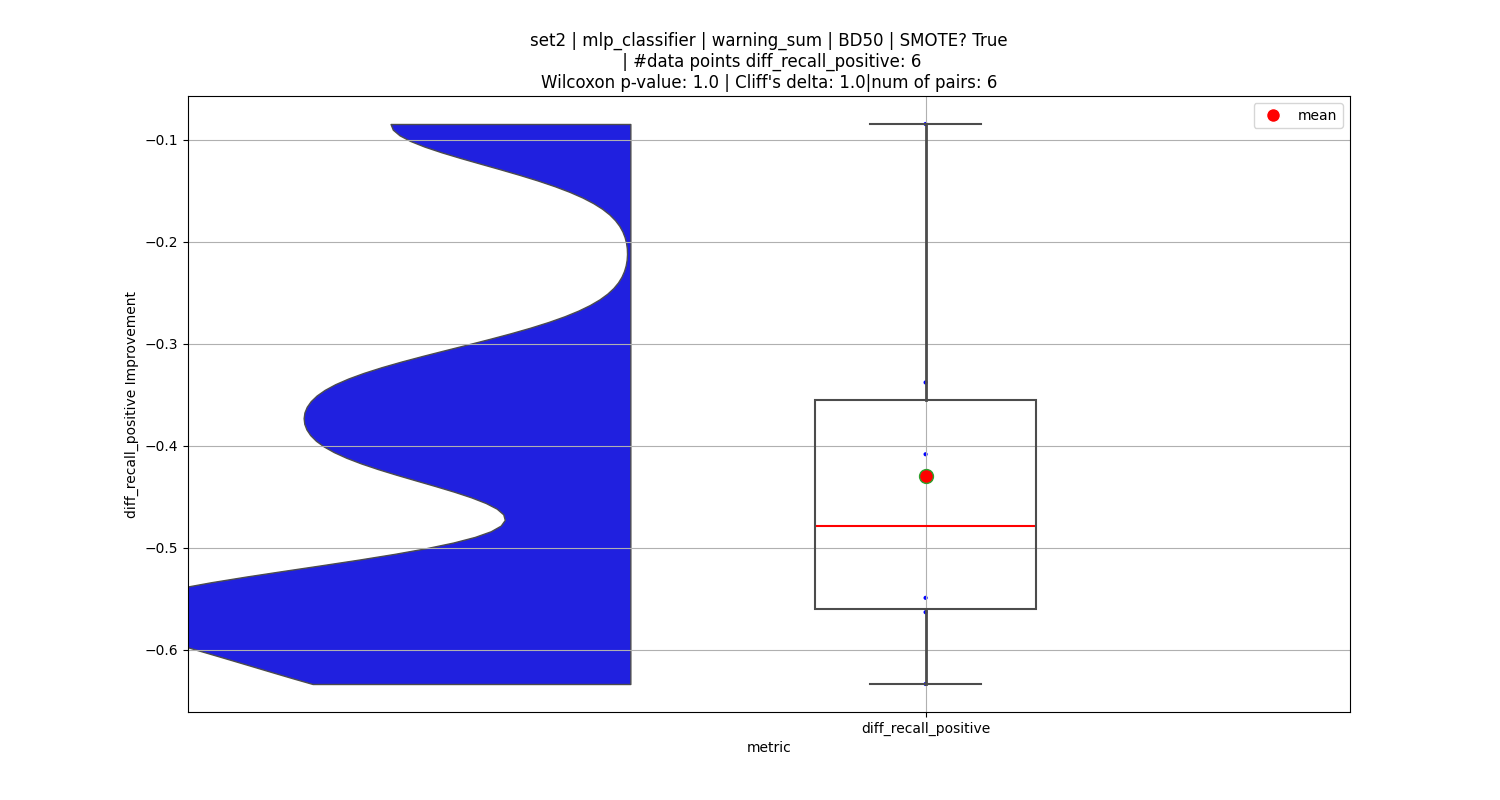 set2 | mlp_classifier | warning_sum | BD50 | SMOTE? True
| #data points diff_recall_positive: 6
Wilcoxon p-value: 1.0 | Cliff's delta: 1.0|num of pairs: 6
mean
−0.1
−0.2
−0.3
−0.4
−0.5
−0.6
diff_recall_positive Improvement
diff_recall_positive
metric